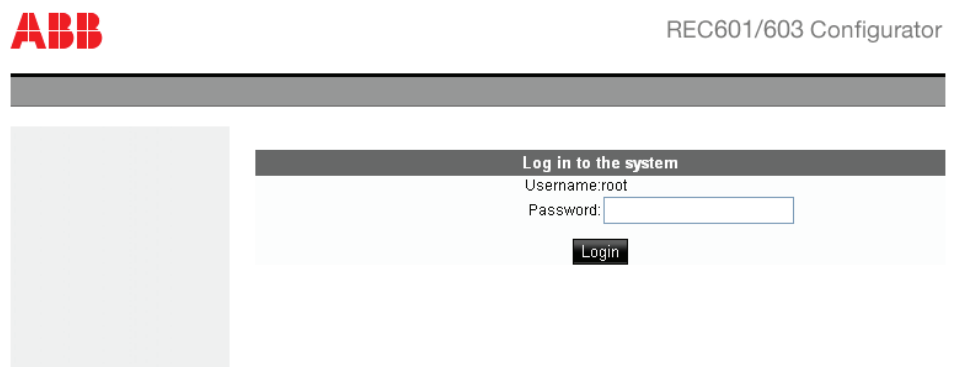 ABB
REC601/603 Configurator
Log in to the system
Username:root
Password:
Login